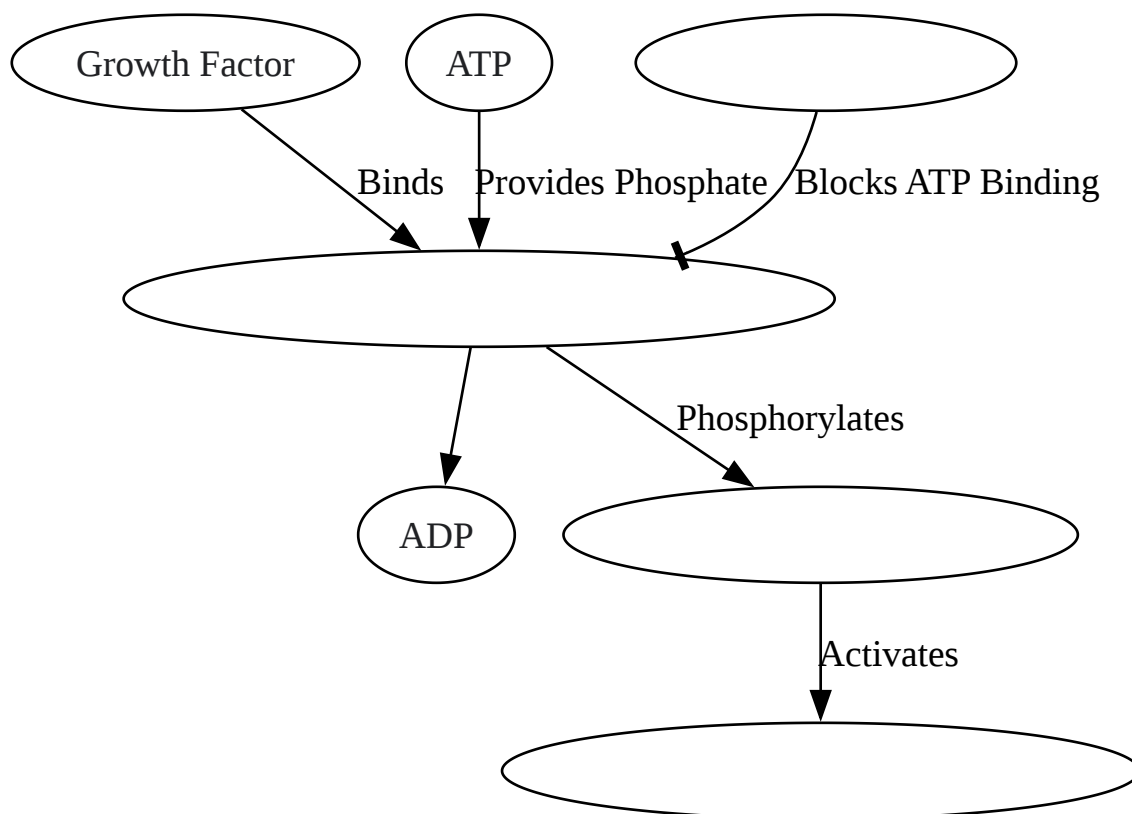 Growth Factor
ATP
Binds
Provides Phosphate
Blocks ATP Binding
Phosphorylates
ADP
Activates